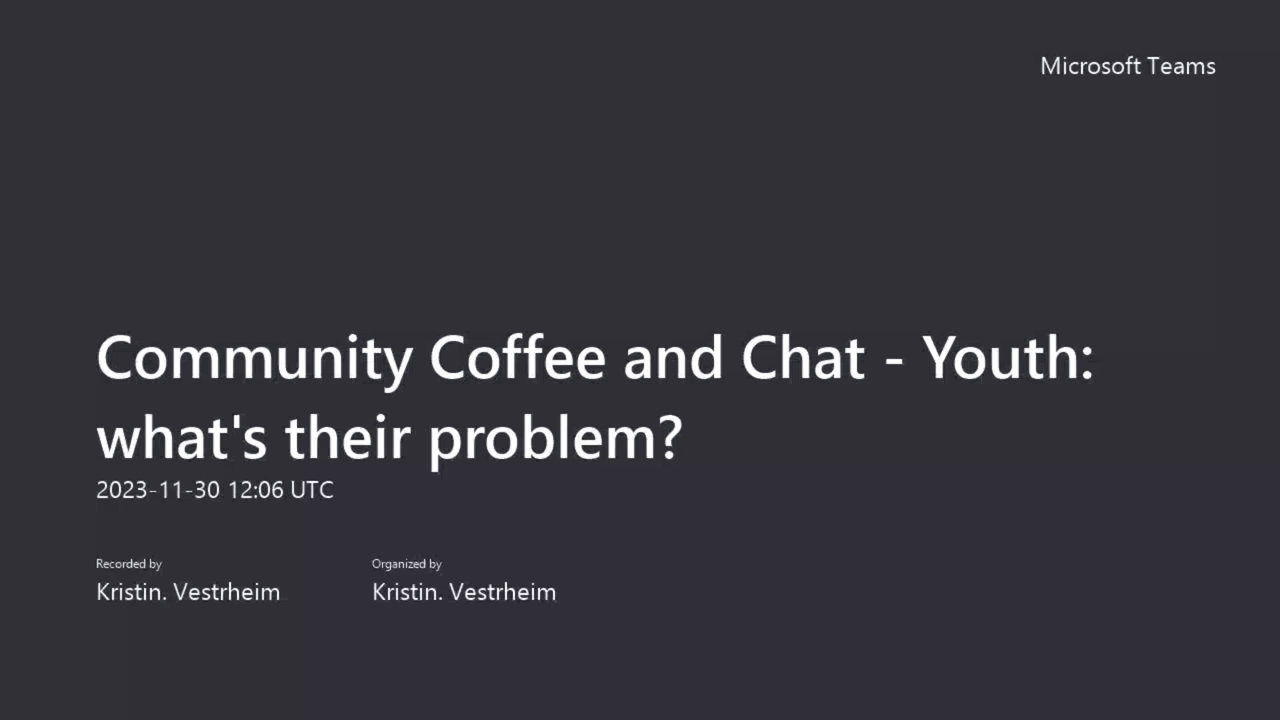 Microsoft Teams
Community Coffee and Chat - Youth:
what's their problem?
2023-11-30 12:06 UTC
Recorded by
Kristin. Vestrheim
Organized by
Kristin. Vestrheim